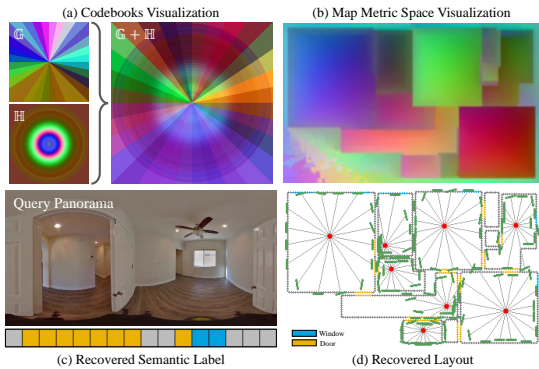 (a) Codebooks Visualization
(b) Map Metric Space Visualization
𝔾
𝔾 + ℍ
ℍ
Query Panorama
Window
Door
(c) Recovered Semantic Label
(d) Recovered Layout